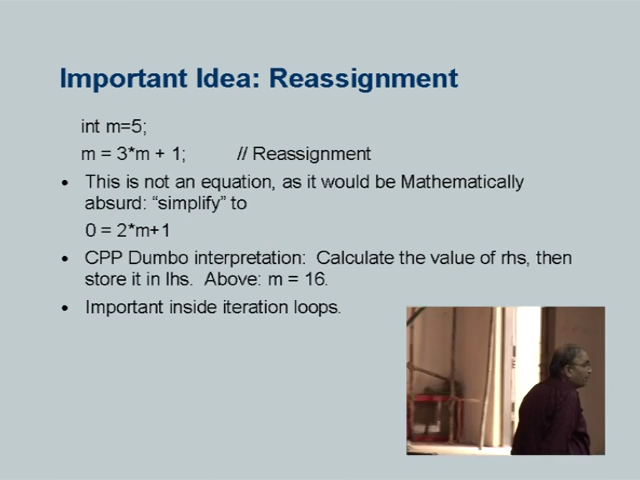 Important Idea: Reassignment
int m=5;
m = 3*m + 1; // Reassignment
• This is not an equation, as it would be Mathematically
absurd: “simplify” to
0 = 2*m+1
• CPP Dumbo interpretation: Calculate the value of rhs, then
store it in lhs. Above: m = 16.
• Important inside iteration loops.